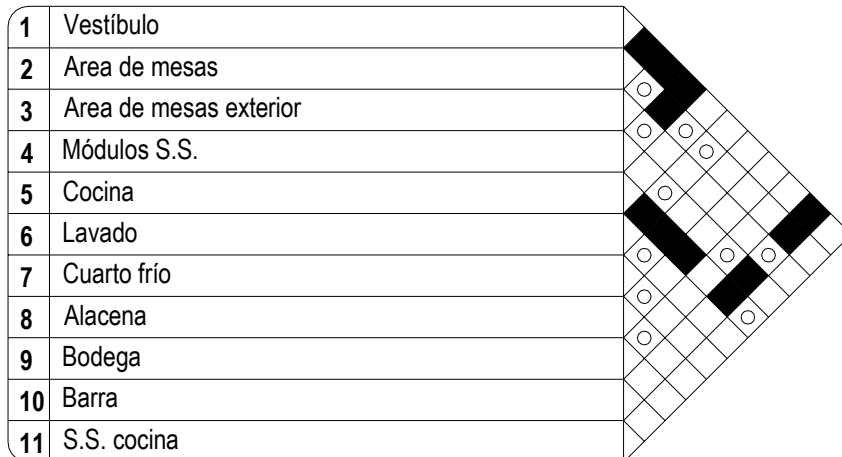 1 Vestíbulo
2 Area de mesas
3 Area de mesas exterior
4 Módulos S.S.
5 Cocina
6 Lavado
7 Cuarto frío
8 Alacena
9 Bodega
10 Barra
11 S.S. cocina